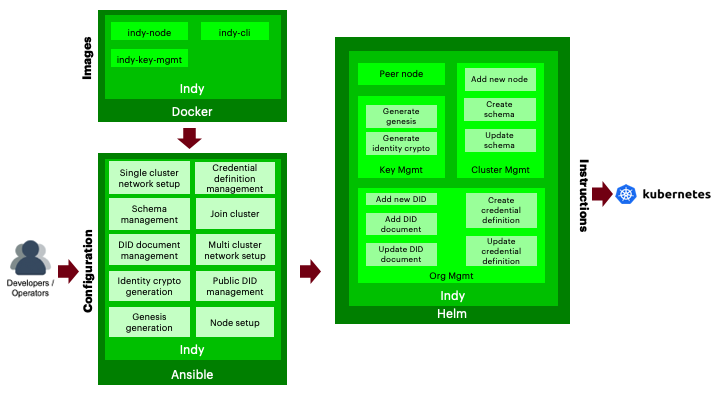 Images
indy-node
indy-cli
indy-key-mgmt
Indy
Docker
Developers /
Operators
Configuration
Single cluster
network setup
Credential
definition
management
Schema
management
Join cluster
DID document
management
Multi cluster
network setup
Identity crypto
generation
Public DID
management
Genesis
generation
Node setup
Indy
Ansible
Peer node
Generate
genesis
Generate
identity crypto
Key Mgmt
Add new node
Create
schema
Update
schema
Cluster Mgmt
Add new DID
Add DID
document
Update DID
document
Create
credential
definition
Update
credential
definition
Org Mgmt
Indy
Helm
Instructions
kubernetes